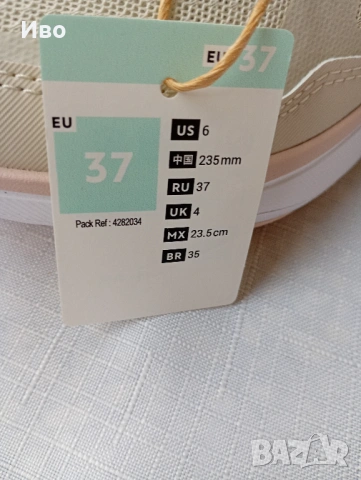 Иво
EU 37
EU
37
Pack Ref : 4282034
US 6
中国 235mm
RU 37
UK 4
MX 23.5cm
BR 35
BAZAR